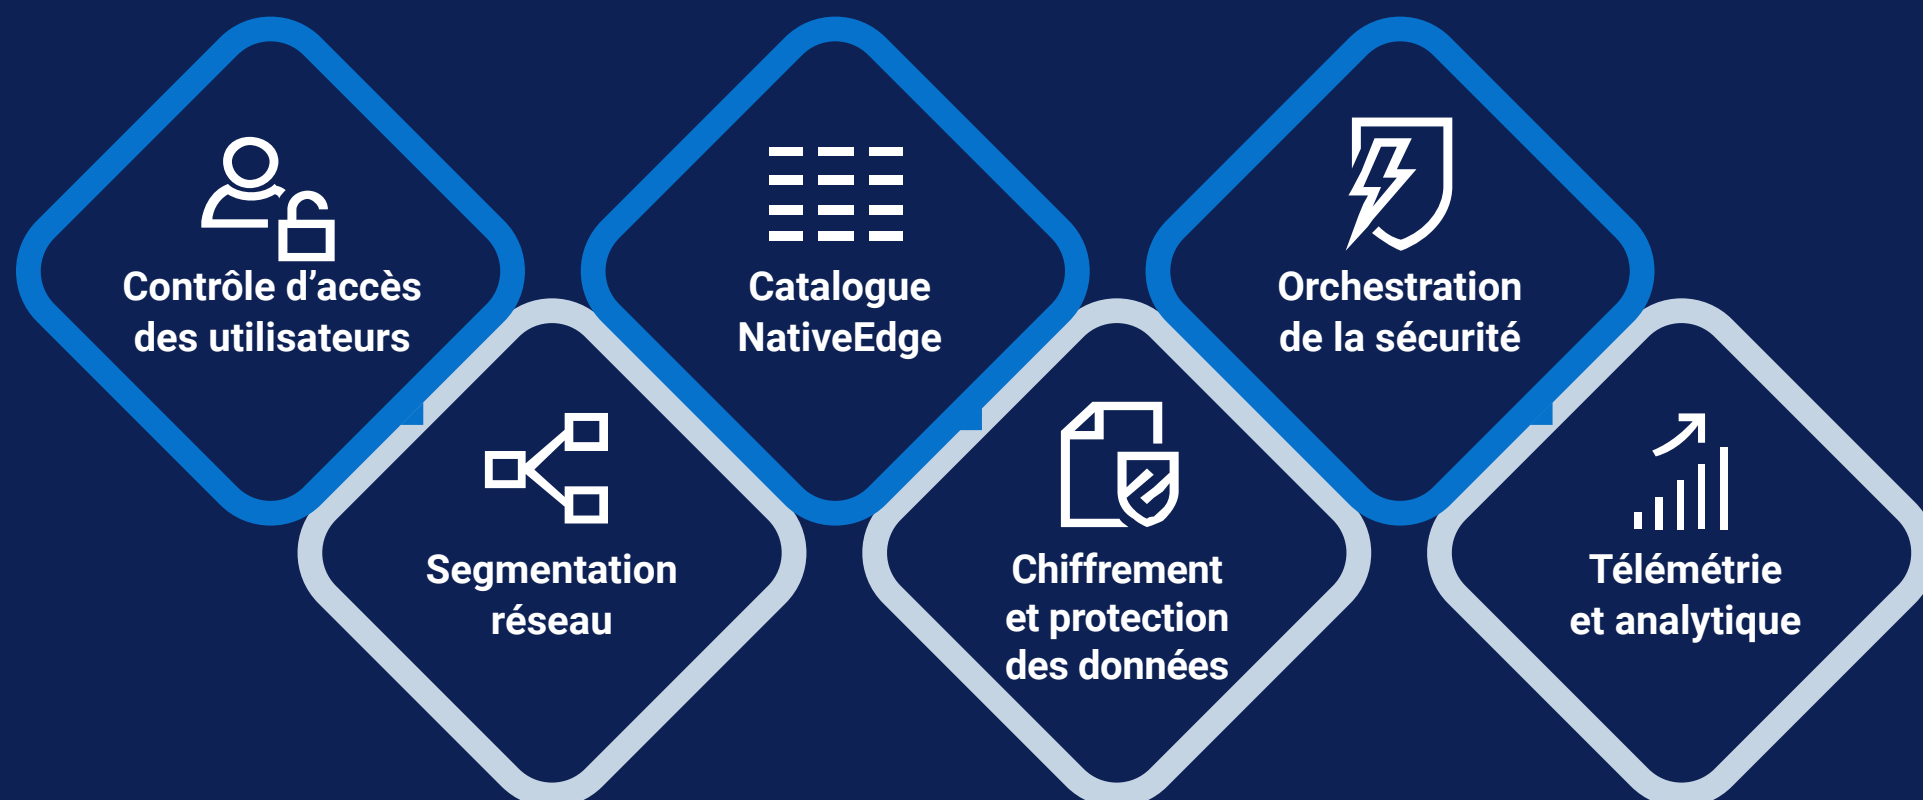 Contrôle d’accès
des utilisateurs
Catalogue
NativeEdge
Orchestration
de la sécurité
Segmentation
réseau
Chiffrement
et protection
des données
Télémétrie
et analytique